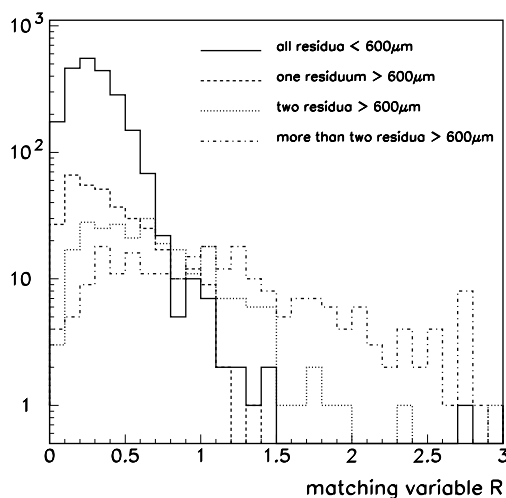 10³
all residua < 600μm
one residuum > 600μm
two residua > 600μm
more than two residua > 600μm
10²
10
1
0 0.5 1 1.5 2 2.5 3
matching variable R